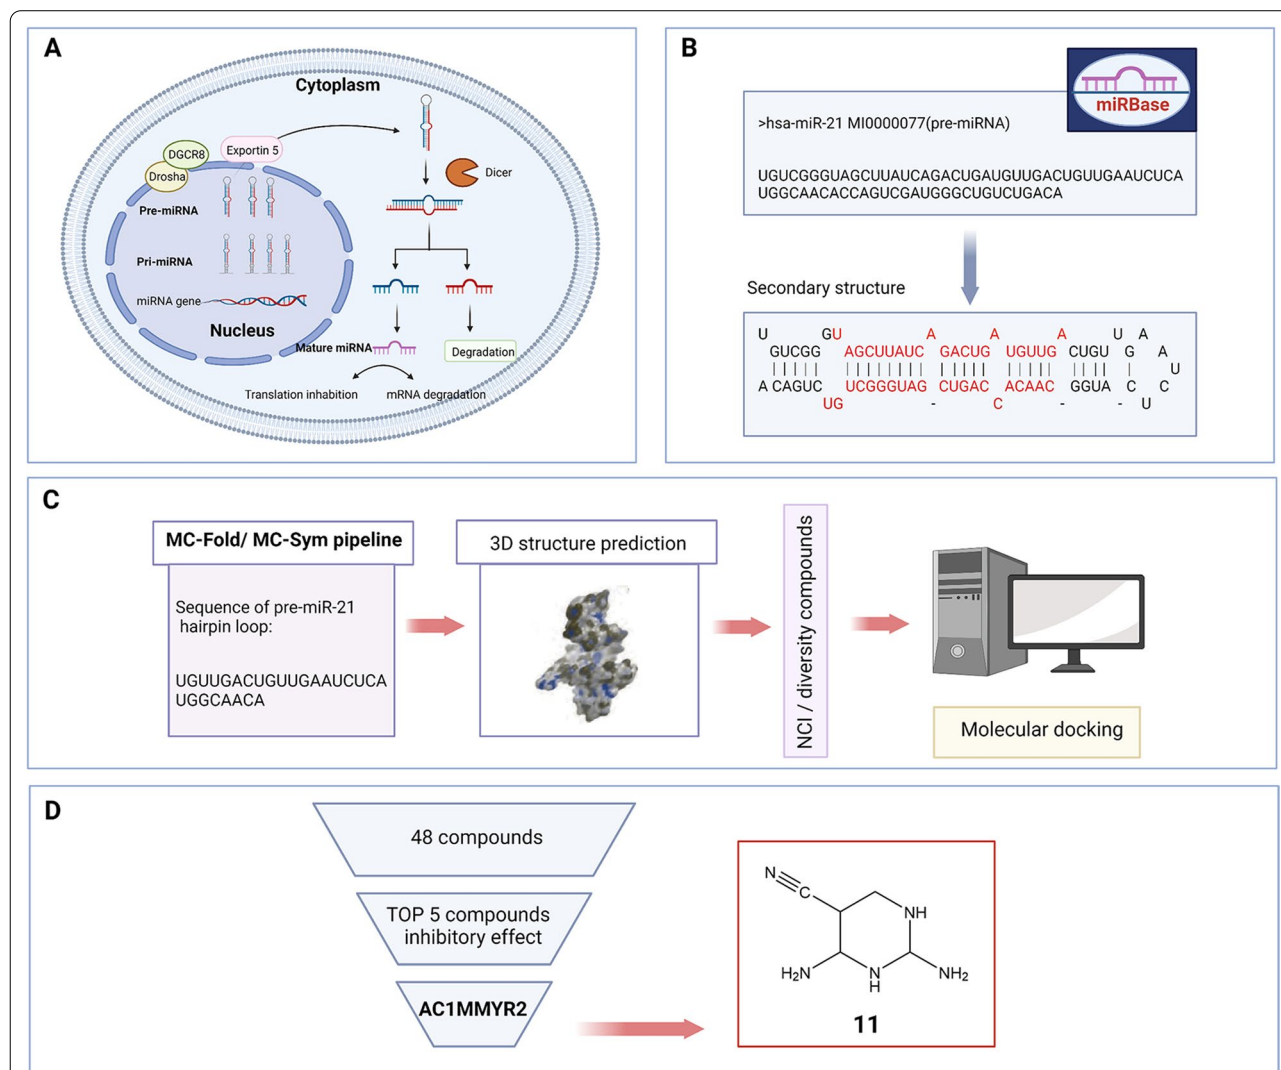 A
Cytoplasm
DGCR8
Exportin 5
Drosha
Dicer
Pre-miRNA
Pri-miRNA
miRNA gene
Nucleus
Mature miRNA
Degradation
Translation inhabition
mRNA degradation
B
miRBase
>hsa-miR-21 MI0000077(pre-miRNA)
UGUCGGGUAGCUUAUCAGACUGAUGUUGACUGUUGAAUCUCA
UGGCAACACCAGUCGAUGGGCUGUCUGACA
Secondary structure
U GU A A A U A
GUCGG AGCUUAUC GACUG UGUUG CUGU G A
U
A CAGUC UCGGGUAG CUGAC ACAAC GGUA C C
UG - C - - U
C
MC-Fold/ MC-Sym pipeline
Sequence of pre-miR-21
hairpin loop:
UGUUGACUGUUGAAUCUCA
UGGCAACA
3D structure prediction
NCI / diversity compounds
Molecular docking
D
48 compounds
TOP 5 compounds
inhibitory effect
AC1MMYR2
N
C
NH
H₂N
N
H
NH₂
11